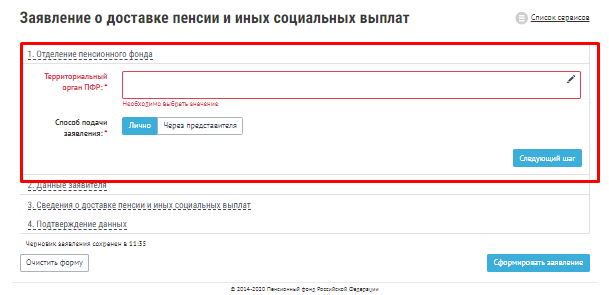 Заявление о доставке пенсии и иных социальных выплат
Список сервисов
1. Отделение пенсионного фонда
Территориальный
орган ПФР: *
Необходимо выбрать значение
Способ подачи
заявления: *
Лично
Через представителя
Следующий шаг
2. Данные заявителя
3. Сведения о доставке пенсии и иных социальных выплат
4. Подтверждение данных
Черновик заявления сохранен в 11:35
Очистить форму
Сформировать заявление
© 2014-2020 Пенсионный фонд Российской Федерации